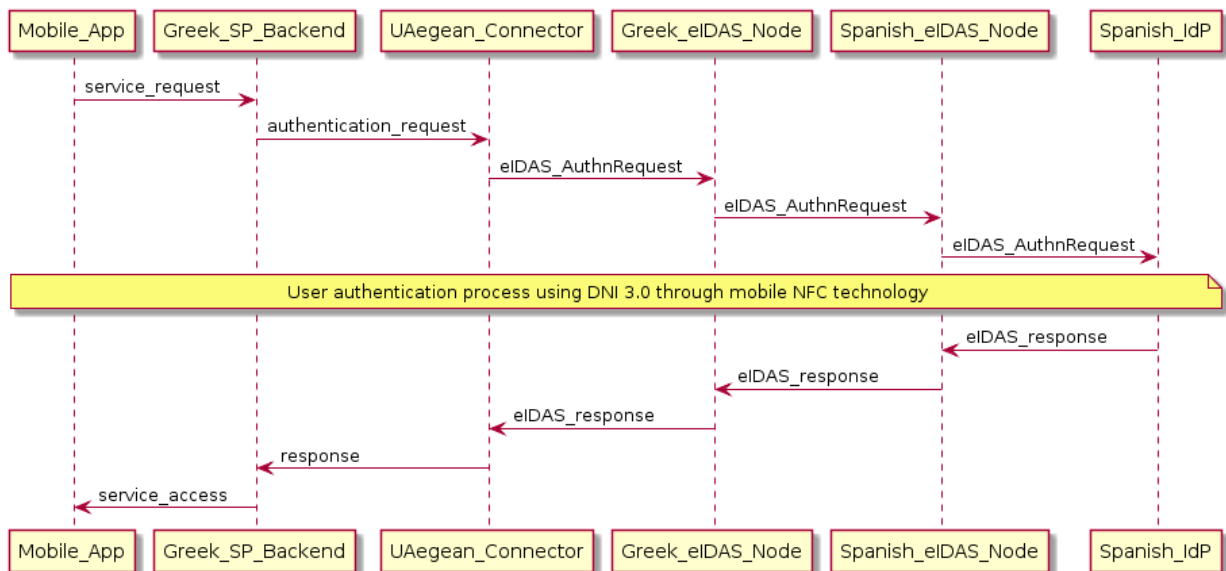 Mobile_App Greek_SP_Backend UAegean_Connector Greek_eIDAS_Node Spanish_eIDAS_Node Spanish_IdP
service_request
authentication_request
eIDAS_AuthnRequest
eIDAS_AuthnRequest
eIDAS_AuthnRequest
User authentication process using DNI 3.0 through mobile NFC technology
eIDAS_response
eIDAS_response
eIDAS_response
response
service_access
Mobile_App Greek_SP_Backend UAegean_Connector Greek_eIDAS_Node Spanish_eIDAS_Node Spanish_IdP